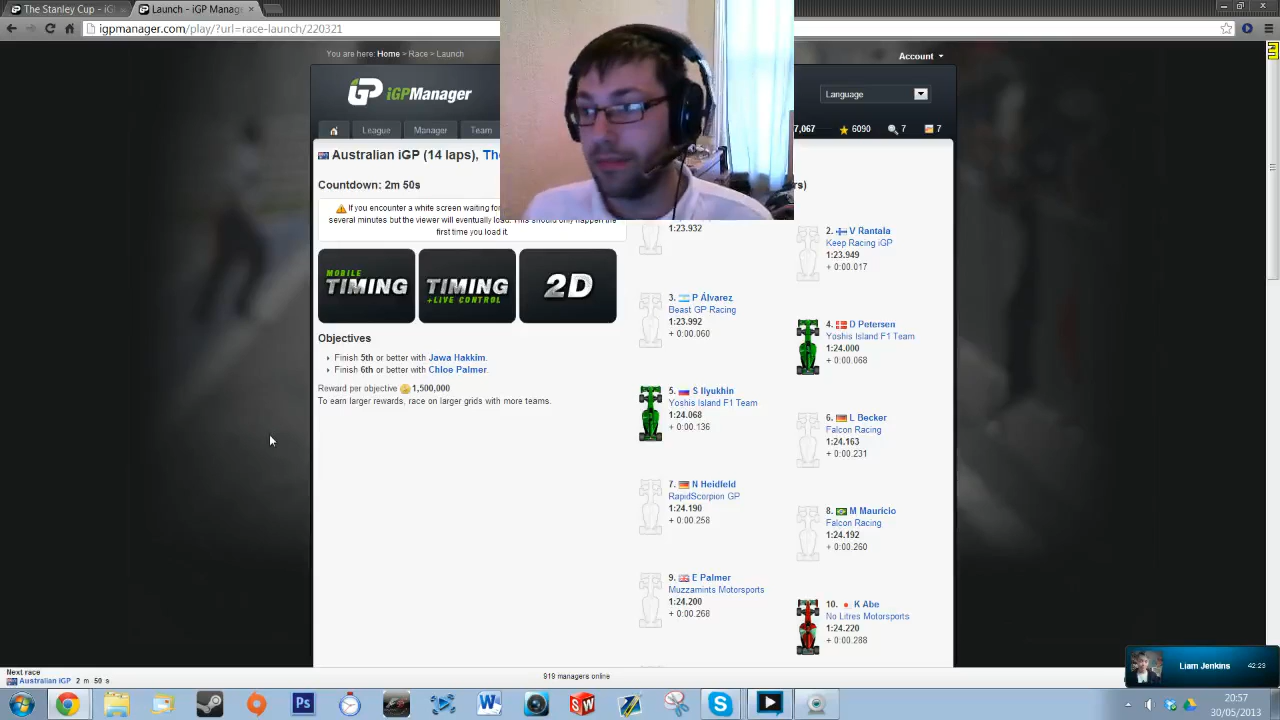 The Stanley Cup - iG
Launch - iGP Manager
igpmanager.com/play/?url=race-launch/220321
You are here: Home > Race > Launch
Account
iGPManager
Language
League
Manager
Team
7,067
6090
7
7
Australian iGP (14 laps), The
Countdown: 2m 50s
If you encounter a white screen waiting for
several minutes but the viewer will eventually load. This should only happen the
first time you load it.
MOBILE
TIMING
TIMING
+LIVE CONTROL
2D
Objectives
Finish 5th or better with Jawa Hakkim.
Finish 6th or better with Chloe Palmer.
Reward per objective 1,500,000
To earn larger rewards, race on larger grids with more teams.
1:23.932
2. V Rantala
Keep Racing iGP
1:23.949
+ 0:00.017
3. P Álvarez
Beast GP Racing
1:23.992
+ 0:00.060
4. D Petersen
Yoshis Island F1 Team
1:24.000
+ 0:00.068
5. S Ilyukhin
Yoshis Island F1 Team
1:24.068
+ 0:00.136
6. L Becker
Falcon Racing
1:24.163
+ 0:00.231
7. N Heidfeld
RapidScorpion GP
1:24.190
+ 0:00.258
8. M Maurício
Falcon Racing
1:24.192
+ 0:00.260
9. E Palmer
Muzzamints Motorsports
1:24.200
+ 0:00.268
10. K Abe
No Litres Motorsports
1:24.220
+ 0:00.288
Liam Jenkins 42:23
Next race
Australian iGP 2 m 50 s
919 managers online
20:57
30/05/2013